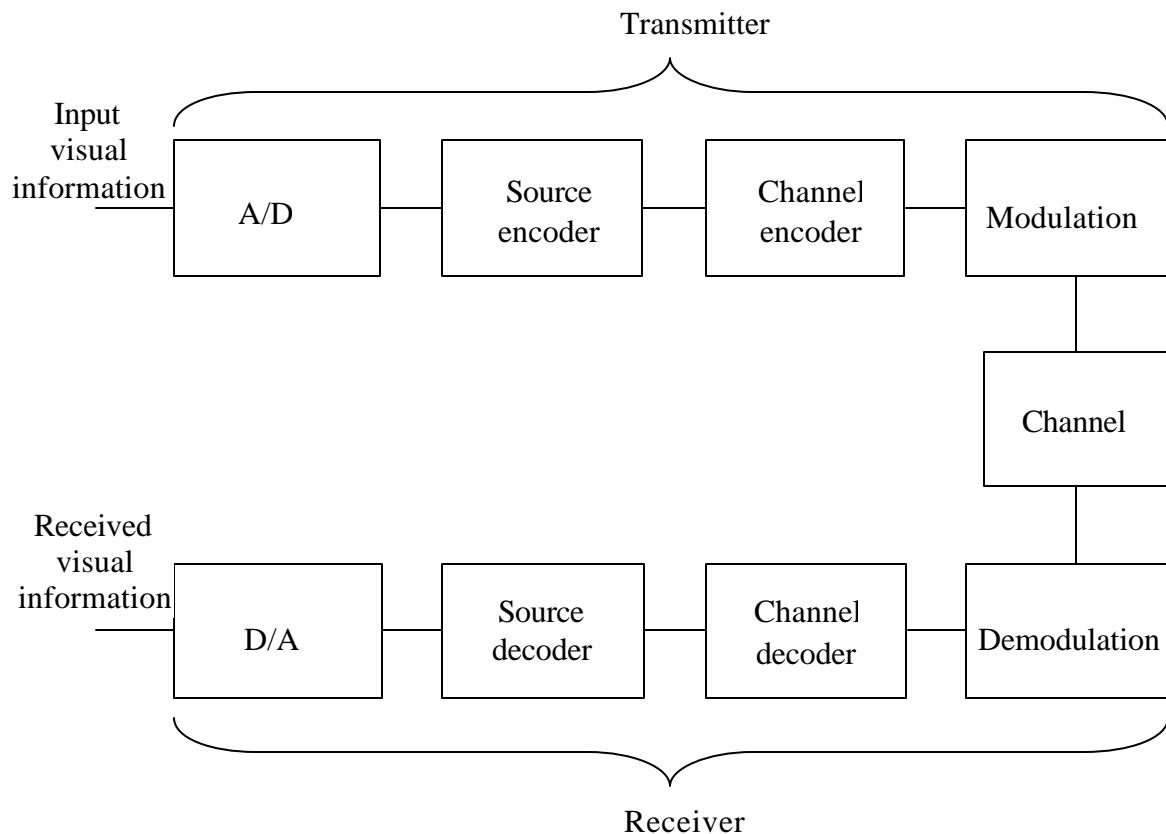 Transmitter
Input
visual
information
A/D
Source
encoder
Channel
encoder
Modulation
Channel
Received
visual
information
D/A
Source
decoder
Channel
decoder
Demodulation
Receiver